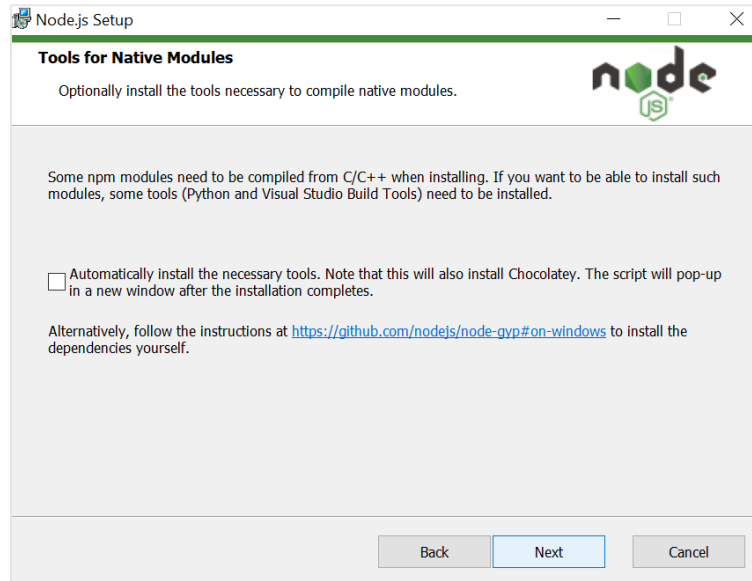 Node.js Setup
Tools for Native Modules
Optionally install the tools necessary to compile native modules.
node
JS
Some npm modules need to be compiled from C/C++ when installing. If you want to be able to install such
modules, some tools (Python and Visual Studio Build Tools) need to be installed.
Automatically install the necessary tools. Note that this will also install Chocolatey. The script will pop-up
in a new window after the installation completes.
Alternatively, follow the instructions at https://github.com/nodejs/node-gyp#on-windows to install the
dependencies yourself.
Back Next Cancel